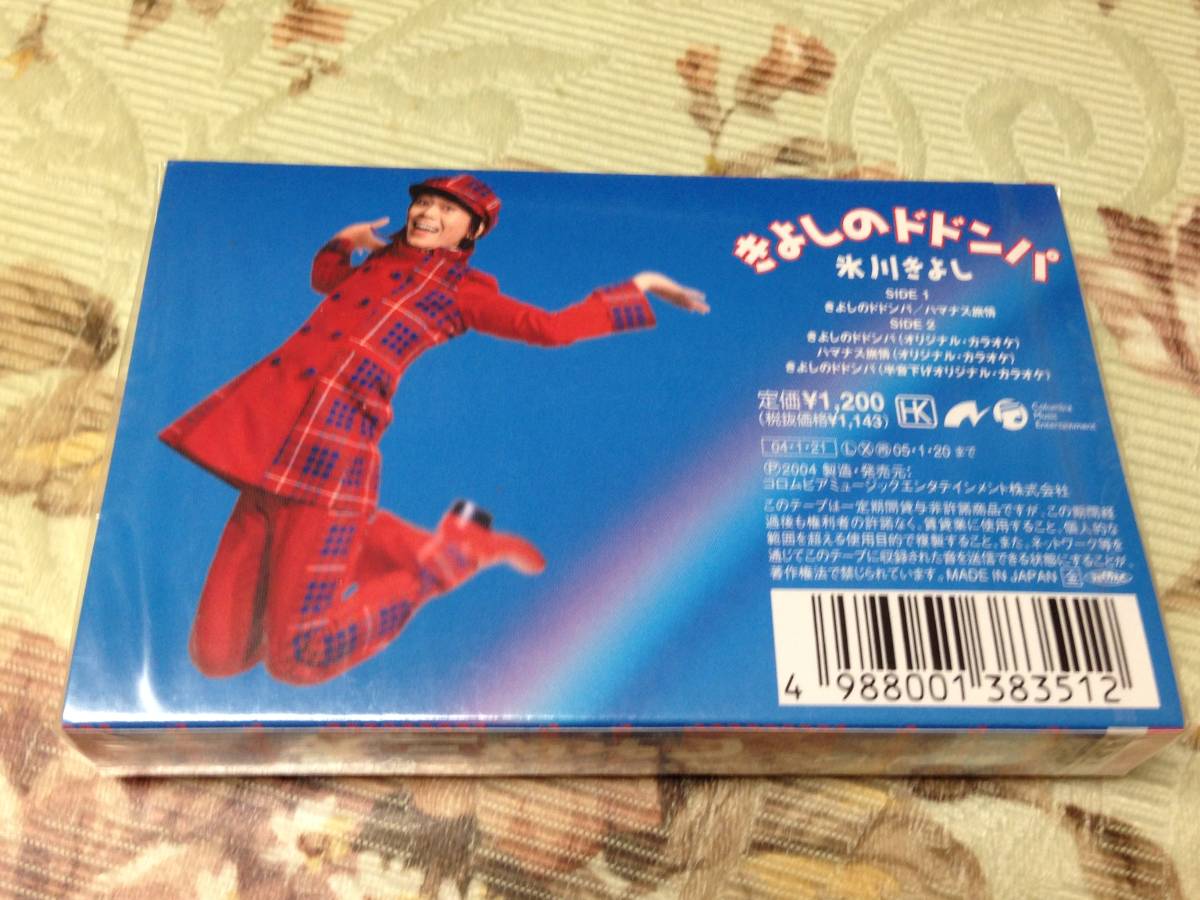 きよしのドドンパ
氷川きよし
SIDE 1
きよしのドドンパ／ハマナス旅情
SIDE 2
きよしのドドンパ（オリジナル・カラオケ）
ハマナス旅情（オリジナル・カラオケ）
きよしのドドンパ（半音下げオリジナル・カラオケ）
定価¥1,200
（税抜価格¥1,143）
HK
Columbia
Music
Entertainment
04・1・21 Ⓛ Ⓧ ㊐ 05・1・20 まで
Ⓟ2004 製造・発売元：
コロムビアミュージックエンタテインメント株式会社
このテープは一定期間貸与非許諾商品ですが、この期間経
過後も権利者の許諾なく、賃貸業に使用すること、個人的な
範囲を超える使用目的で複製すること、また、ネットワーク等を
通じてこのテープに収録された音を送信できる状態にすることが、
著作権法で禁じられています。MADE IN JAPAN
4 988001 383512